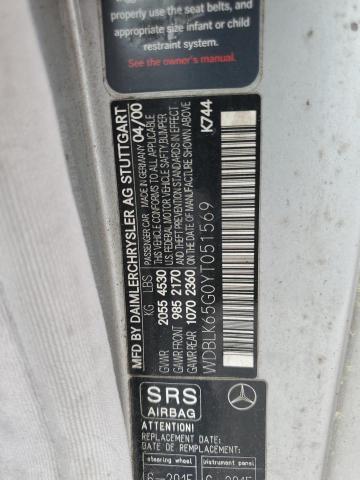 properly use the seat belts, and
appropriate size infant or child
restraint system.
See the owner's manual.
MFD BY DAIMLERCHRYSLER AG STUTTGART
PASSENGER CAR MADE IN GERMANY 04/00
THIS VEHICLE CONFORMS TO ALL APPLICABLE
U.S. FEDERAL MOTOR VEHICLE SAFETY, BUMPER
AND THEFT PREVENTION STANDARDS IN EFFECT
ON THE DATE OF MANUFACTURE SHOWN ABOVE
K744
KG LBS
GVWR 2055 4530
GAWR FRONT 985 2170
GAWR REAR 1070 2360
WDBLK65G0YT051569
SRS
AIRBAG
ATTENTION!
REPLACEMENT DATE
DATE DE REMPLACEMENT:
steering wheel
instrument panel